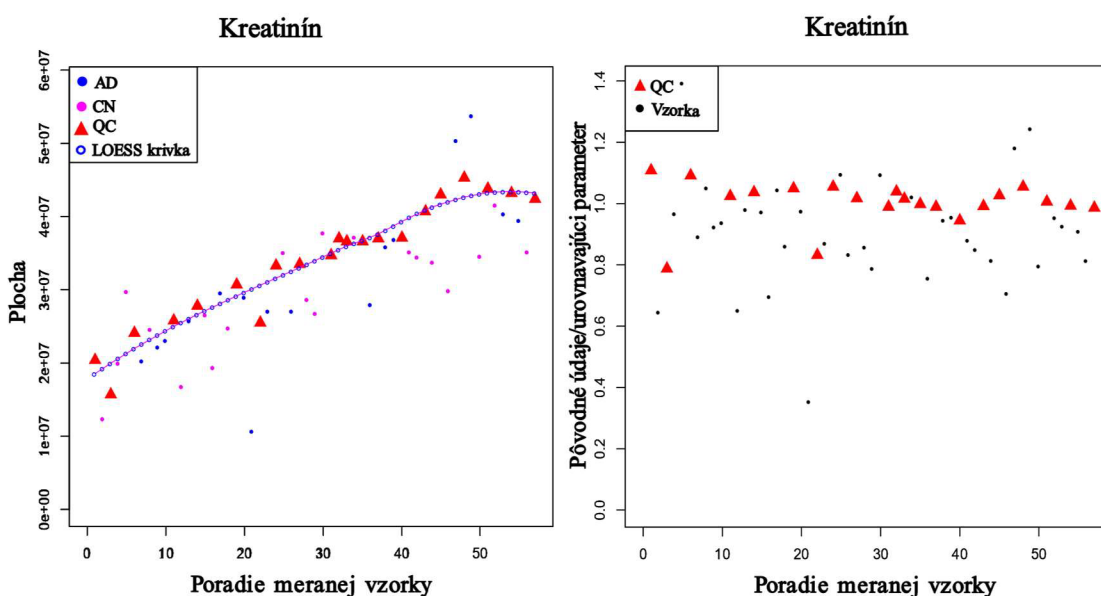 Kreatinín
Plocha
6e+07
5e+07
4e+07
3e+07
2e+07
1e+07
0e+00
AD
CN
QC
LOESS krivka
0 10 20 30 40 50
Poradie meranej vzorky
Kreatinín
Pôvodné údaje/urovnavajúci parameter
1.4
1.2
1.0
0.8
0.6
0.4
0.2
0.0
QC
Vzorka
0 10 20 30 40 50
Poradie meranej vzorky